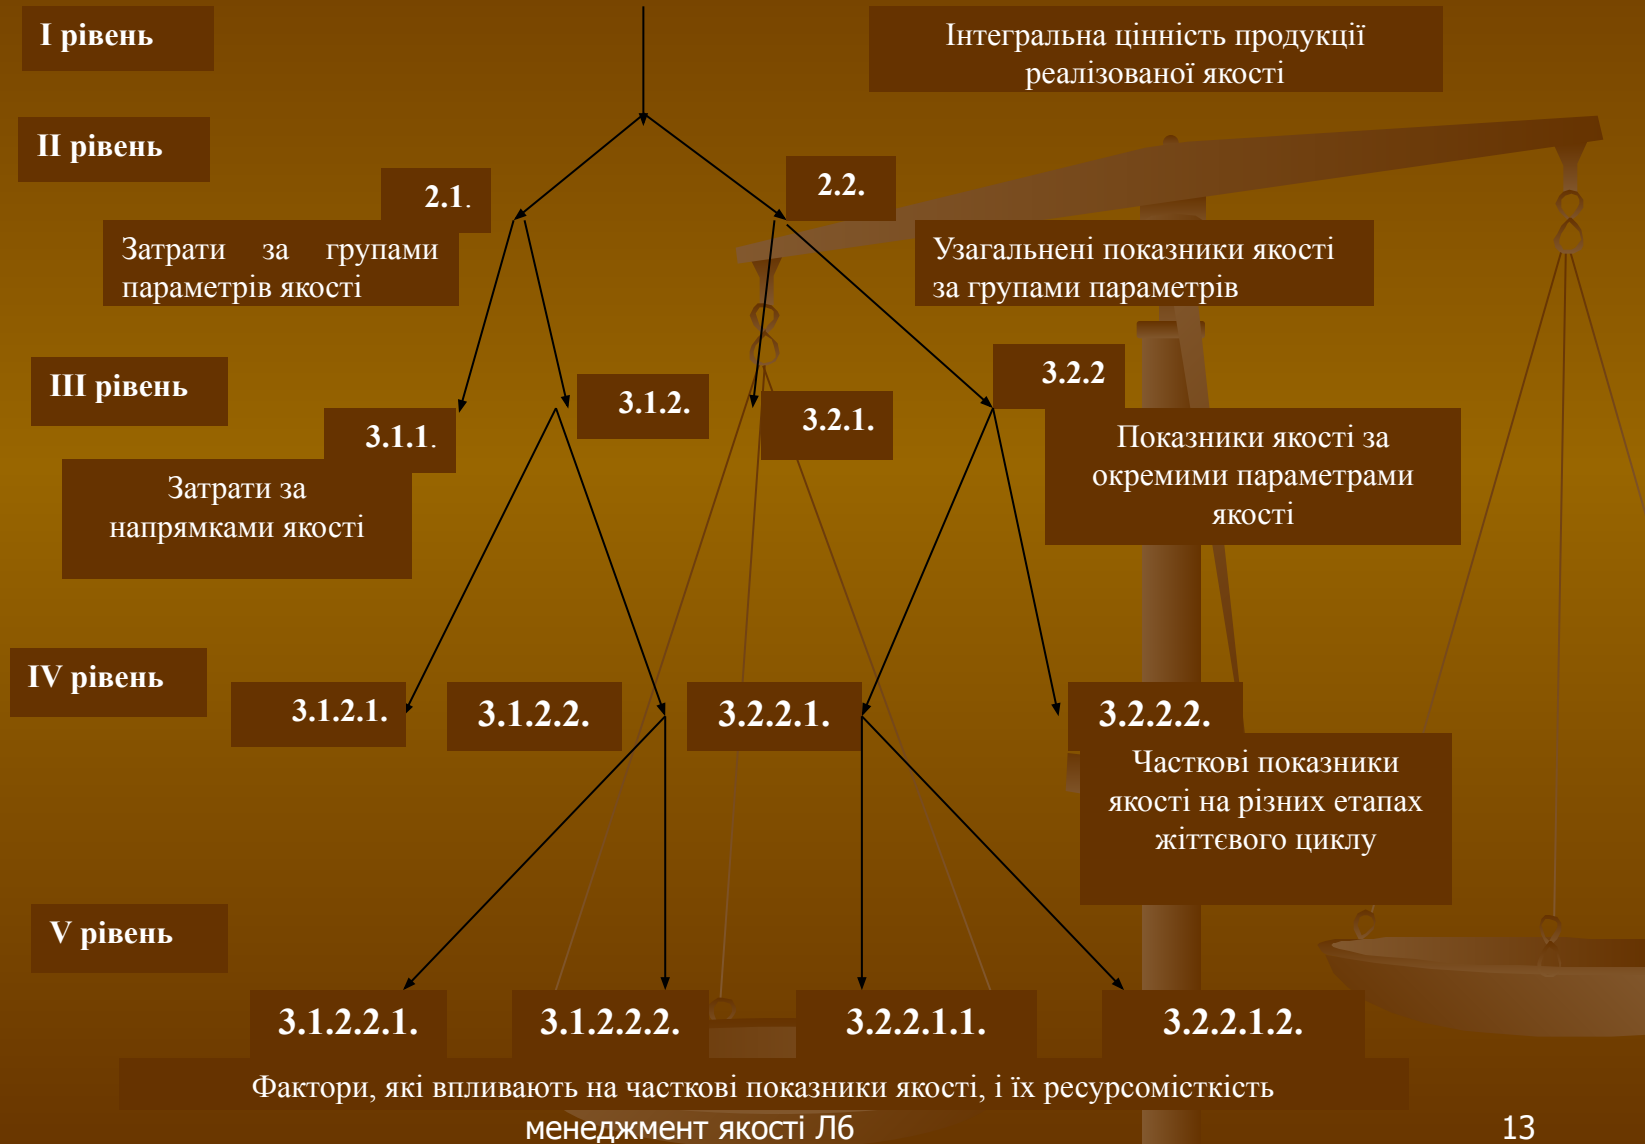 І рівень
Інтегральна цінність продукції
реалізованої якості
ІІ рівень
2.1.
2.2.
Затрати за групами
параметрів якості
Узагальнені показники якості
за групами параметрів
ІІІ рівень
3.1.1.
3.1.2.
3.2.1.
3.2.2
Затрати за
напрямками якості
Показники якості за
окремими параметрами
якості
IV рівень
3.1.2.1.
3.1.2.2.
3.2.2.1.
3.2.2.2.
Часткові показники
якості на різних етапах
жіттєвого циклу
V рівень
3.1.2.2.1.
3.1.2.2.2.
3.2.2.1.1.
3.2.2.1.2.
Фактори, які впливають на часткові показники якості, і їх ресурсомісткість
менеджмент якості Л6
13